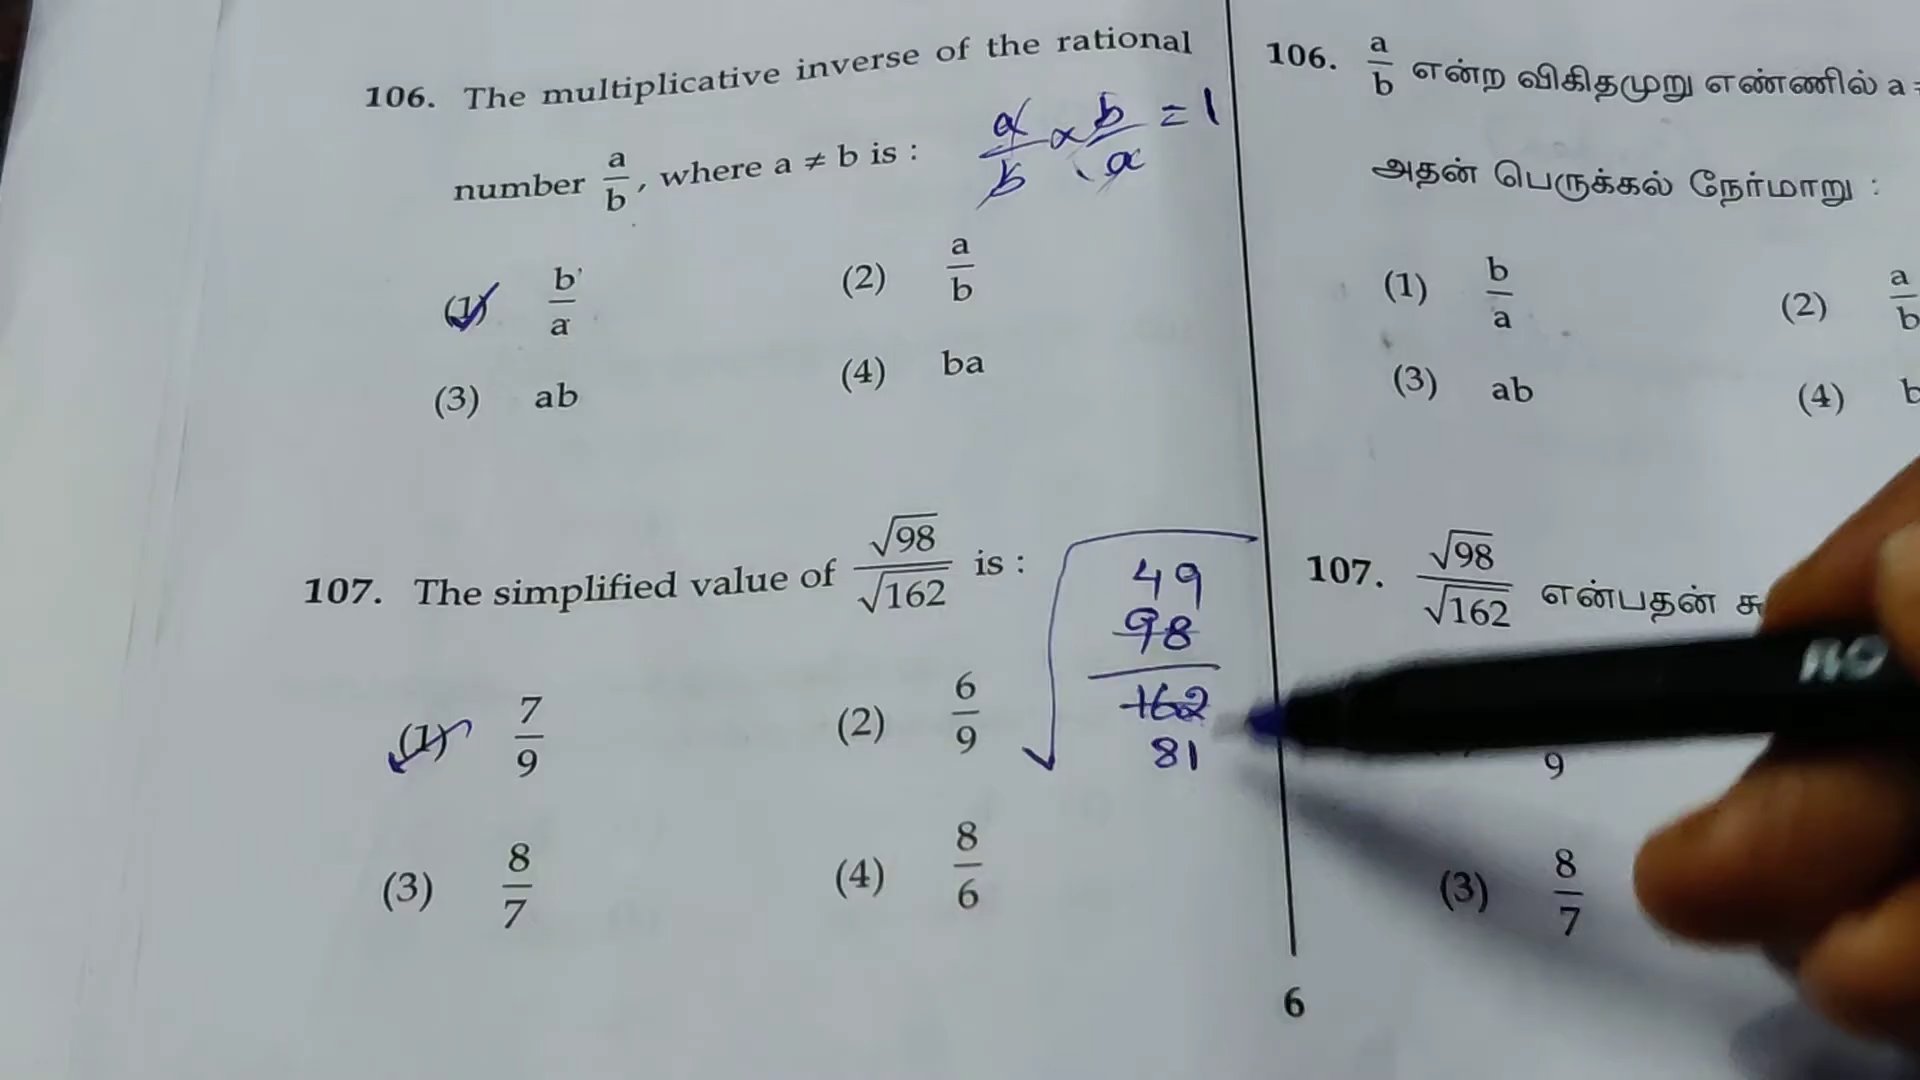 106. The multiplicative inverse of the rational
number a/b, where a ≠ b is :
a/b × b/a = 1
(1) b/a (2) a/b
(3) ab (4) ba
107. The simplified value of √98/√162 is :
49
98
162
81
(1) 7/9 (2) 6/9
(3) 8/7 (4) 8/6
106. a/b என்ற விகிதமுறு எண்ணில் a
அதன் பெருக்கல் நேர்மாறு :
(1) b/a (2) a/b
(3) ab (4) b
107. √98/√162 என்பதன் சு
9
(3) 8/7
6